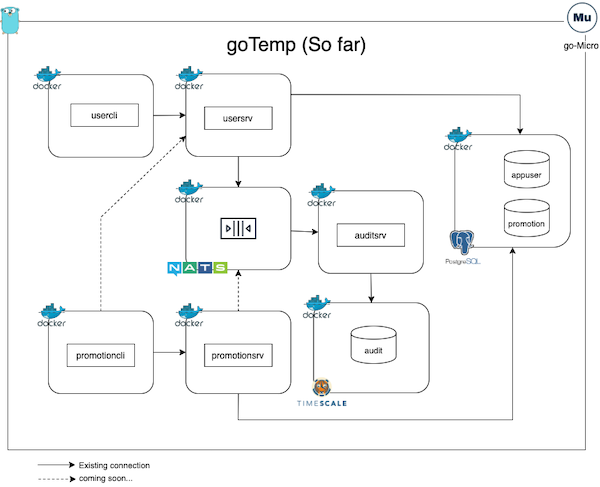 Mu
go-Micro
goTemp (So far)
docker
docker
usercli
usersrv
docker
appuser
promotion
PostgreSQL
docker
docker
auditsrv
NATS
docker
docker
docker
promotioncli
promotionsrv
audit
TIMESCALE
Existing connection
coming soon...